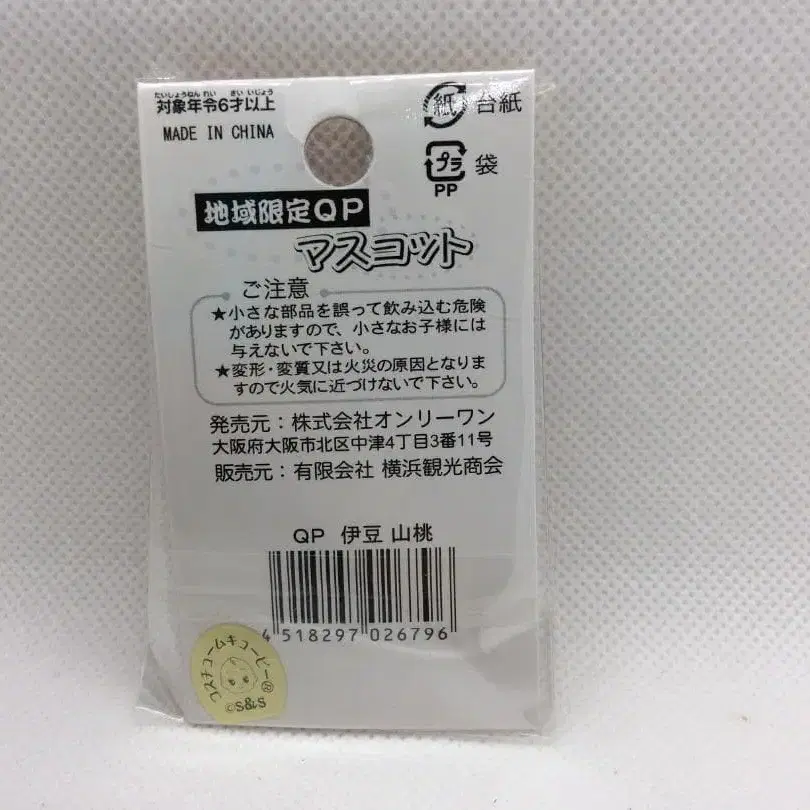 たいしょうねんれい さいいじょう
対象年令6才以上
MADE IN CHINA
紙 台紙
プラ 袋
PP
地域限定QP
マスコット
ご注意
★小さな部品を誤って飲み込む危険
がありますので、小さなお子様には
与えないで下さい。
★変形・変質又は火災の原因となりま
すので火気に近づけないで下さい。
発売元：株式会社オンリーワン
大阪府大阪市北区中津4丁目3番11号
販売元：有限会社 横浜観光商会
QP 伊豆 山桃
4 518297 026796
コスチュームキューピー®
©S&S